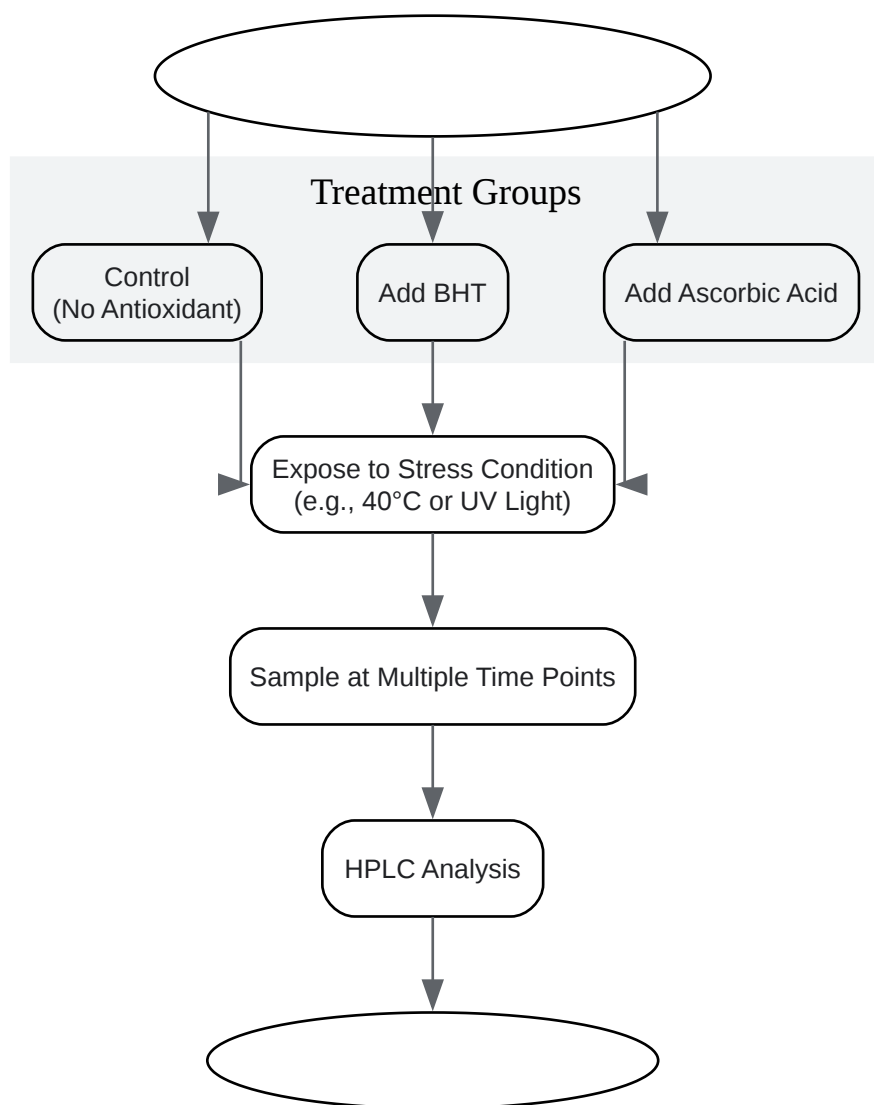 Treatment Groups
Control
(No Antioxidant)
Add BHT
Add Ascorbic Acid
Expose to Stress Condition
(e.g., 40°C or UV Light)
Sample at Multiple Time Points
HPLC Analysis